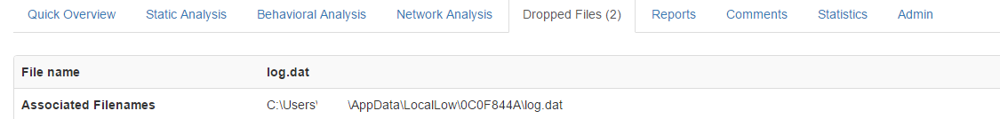 Quick Overview Static Analysis Behavioral Analysis Network Analysis Dropped Files (2) Reports Comments Statistics Admin
File name log.dat
Associated Filenames C:\Users\ \AppData\LocalLow\0C0F844A\log.dat